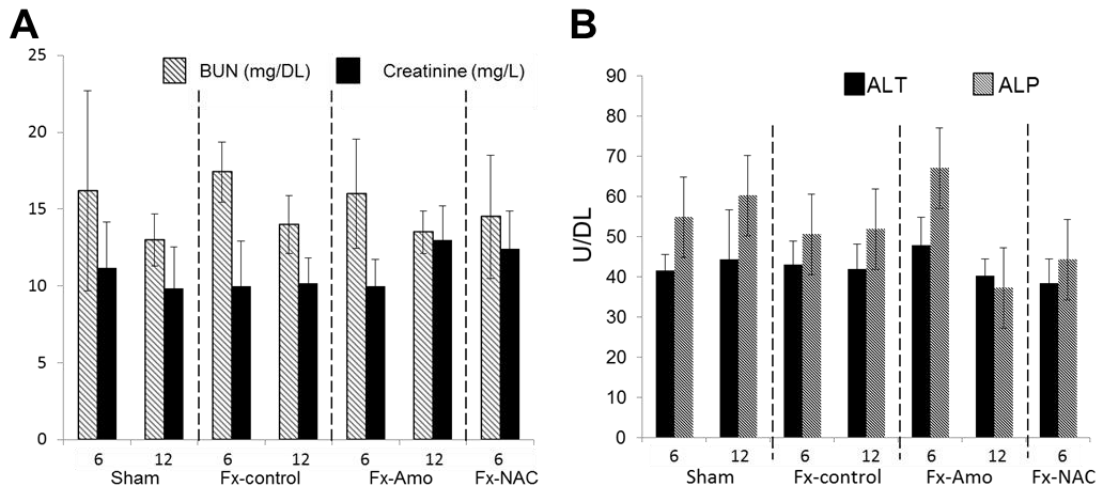 A
BUN (mg/DL) Creatinine (mg/L)
25
20
15
10
5
0
6 12 6 12 6 12 6
Sham Fx-control Fx-Amo Fx-NAC
B
ALT ALP
U/DL
90
80
70
60
50
40
30
20
10
0
6 12 6 12 6 12 6
Sham Fx-control Fx-Amo Fx-NAC